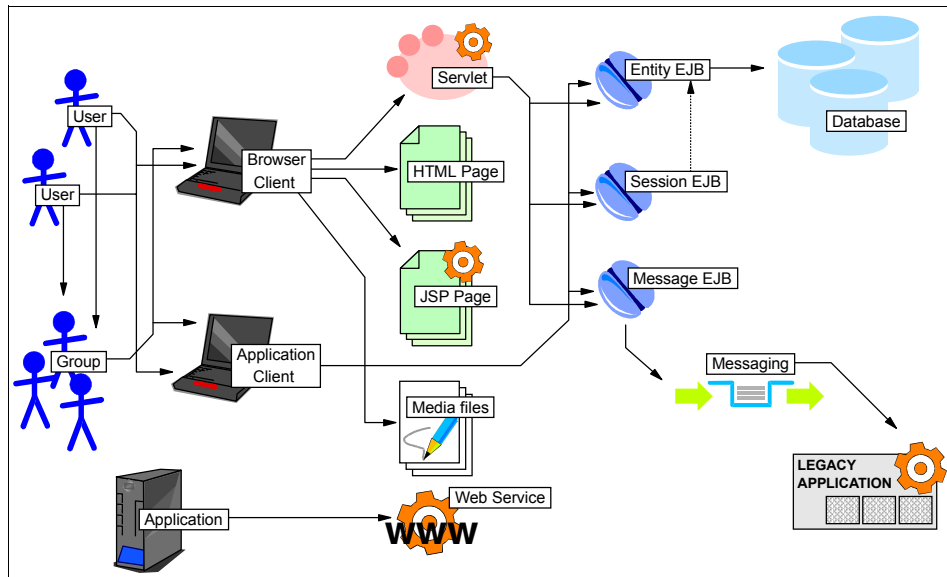 Servlet
Entity EJB
User
Database
Browser
Client
HTML Page
Session EJB
User
Message EJB
JSP Page
Group
Application
Client
Messaging
Media files
LEGACY
APPLICATION
Web Service
Application
WWW